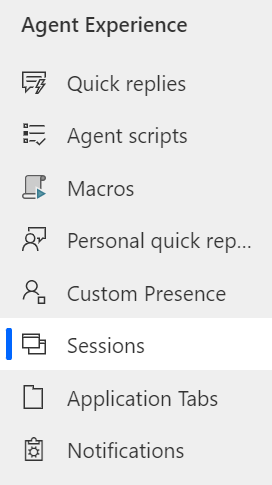 Agent Experience
Quick replies
Agent scripts
Macros
Personal quick rep...
Custom Presence
Sessions
Application Tabs
Notifications